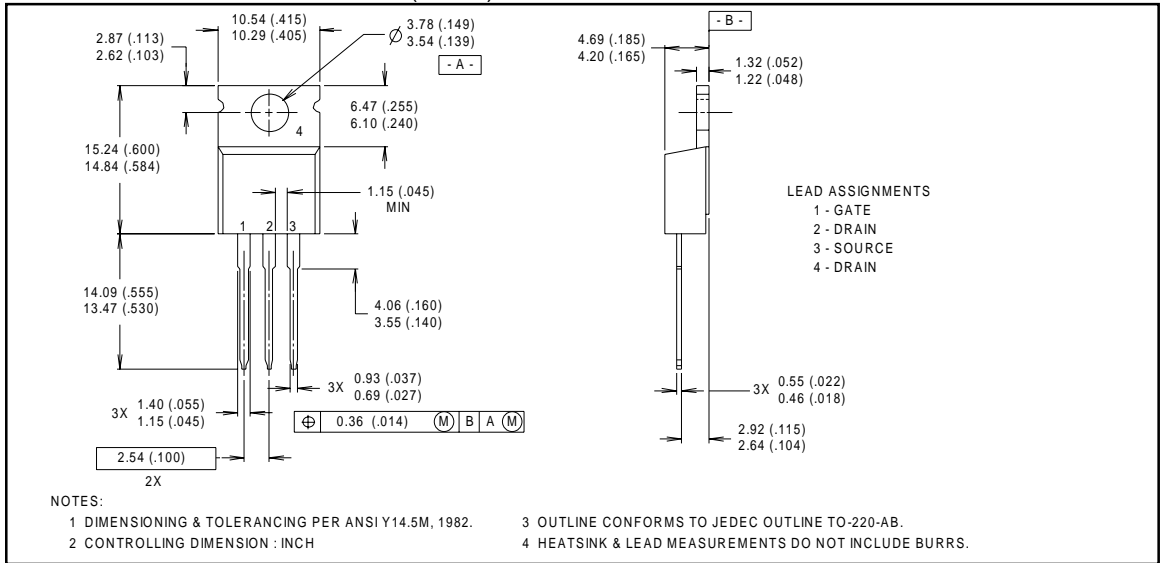 10.54 (.415)
10.29 (.405)
2.87 (.113)
2.62 (.103)
3.78 (.149)
3.54 (.139)
- A -
6.47 (.255)
6.10 (.240)
4
15.24 (.600)
14.84 (.584)
1.15 (.045)
MIN
1 2 3
14.09 (.555)
13.47 (.530)
4.06 (.160)
3.55 (.140)
3X 0.93 (.037)
0.69 (.027)
3X 1.40 (.055)
1.15 (.045)
⌖ 0.36 (.014) Ⓜ B A Ⓜ
2.54 (.100)
2X
- B -
4.69 (.185)
4.20 (.165)
1.32 (.052)
1.22 (.048)
LEAD ASSIGNMENTS
1 - GATE
2 - DRAIN
3 - SOURCE
4 - DRAIN
3X 0.55 (.022)
0.46 (.018)
2.92 (.115)
2.64 (.104)
NOTES:
1 DIMENSIONING & TOLERANCING PER ANSI Y14.5M, 1982.
2 CONTROLLING DIMENSION : INCH
3 OUTLINE CONFORMS TO JEDEC OUTLINE TO-220-AB.
4 HEATSINK & LEAD MEASUREMENTS DO NOT INCLUDE BURRS.